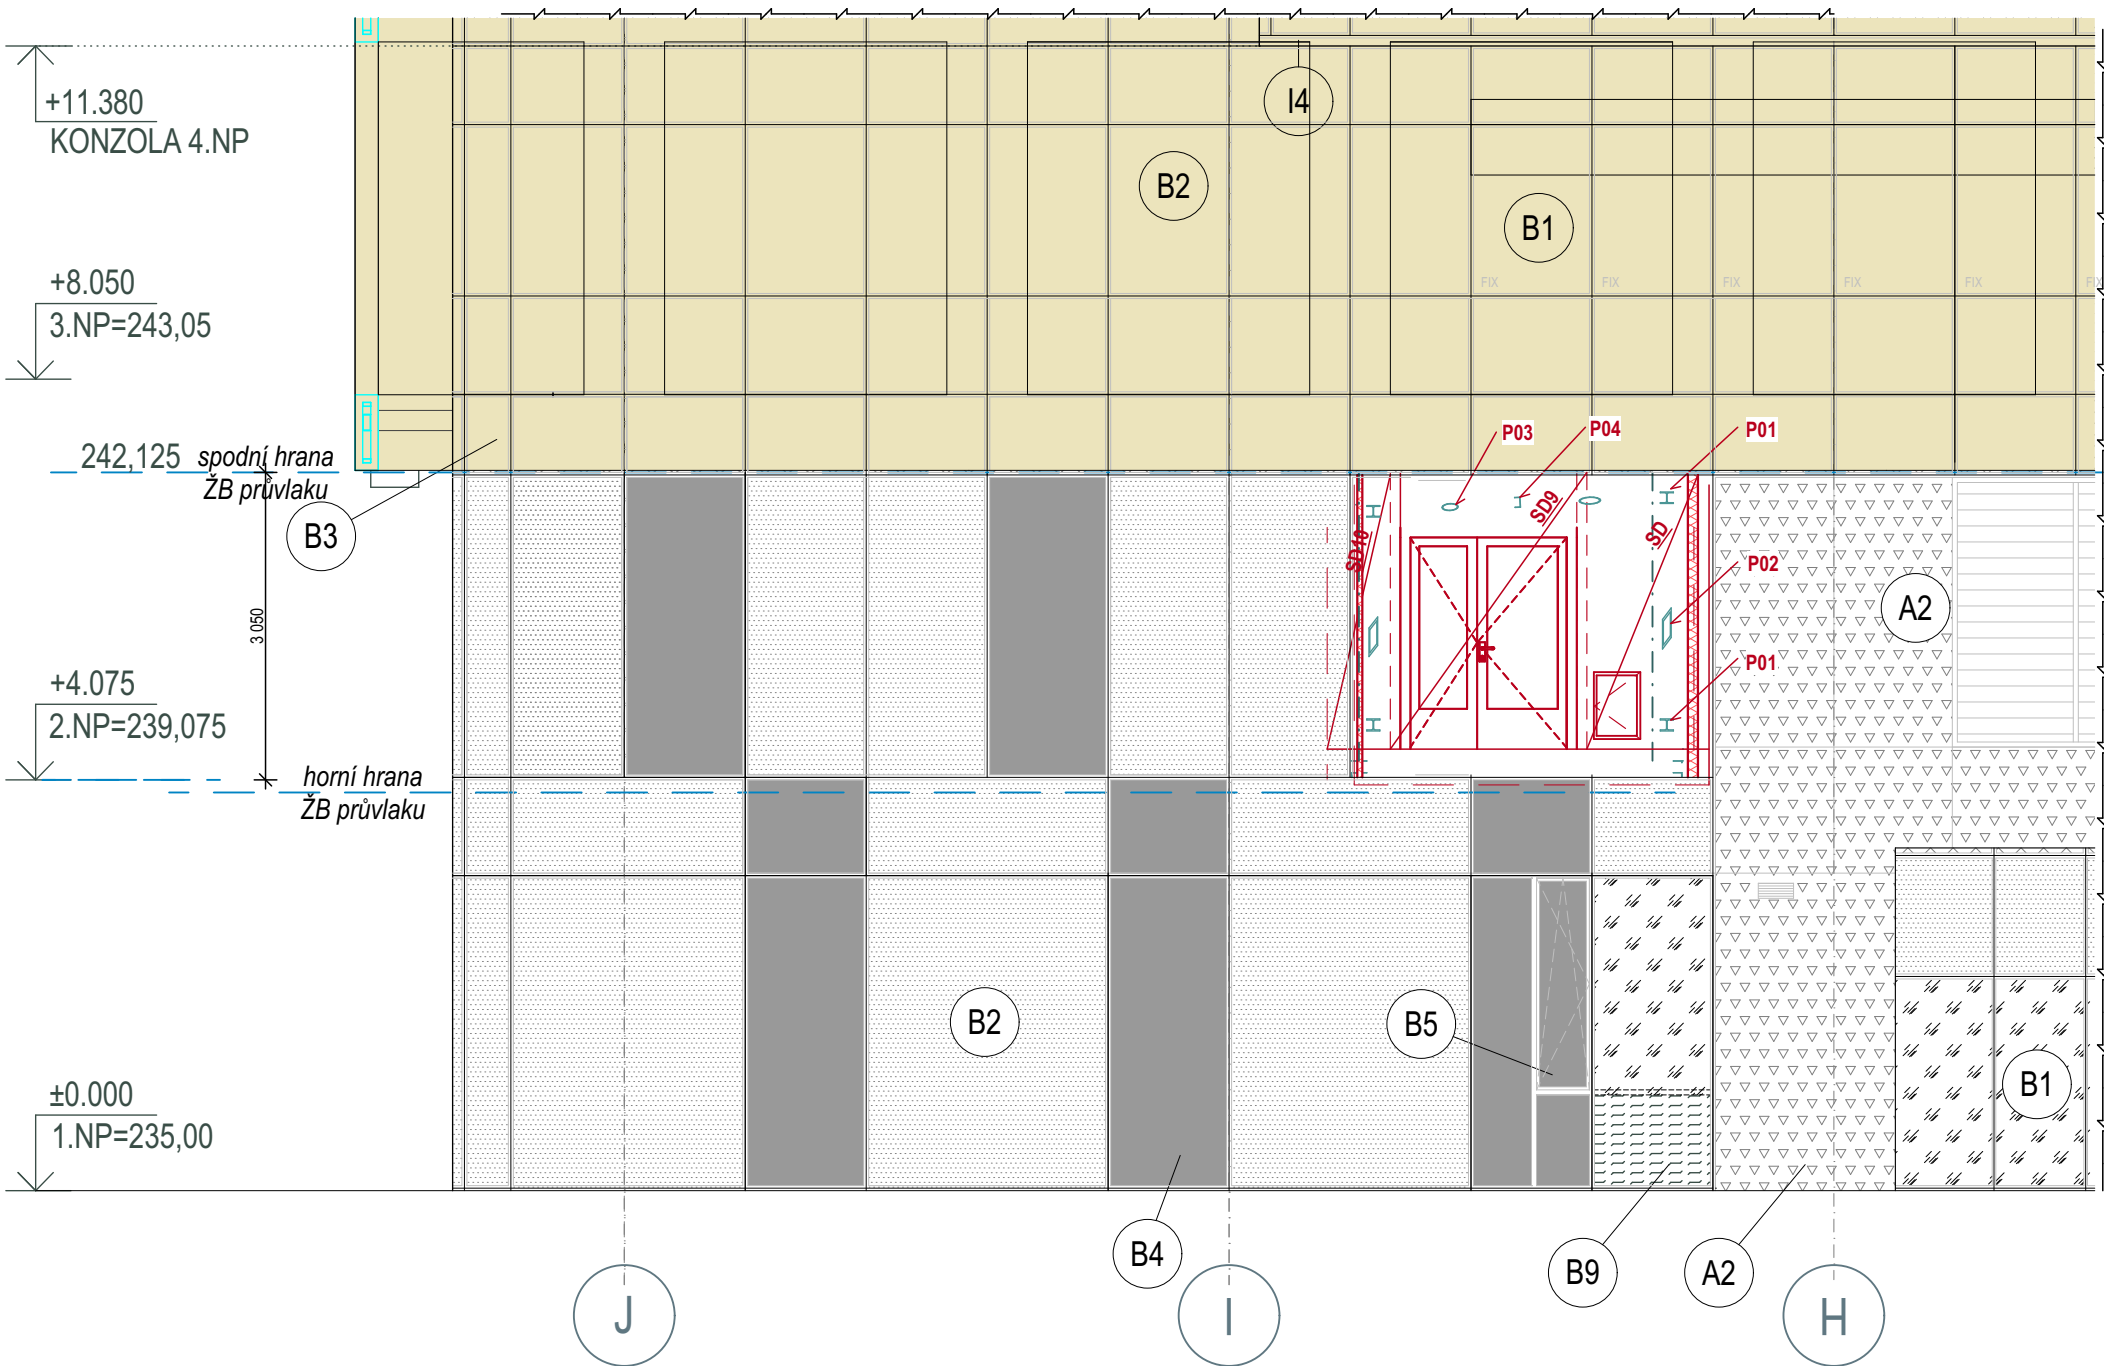 +11.380
KONZOLA 4.NP
I4
B2
B1
+8.050
3.NP=243,05
FIX
FIX
FIX
FIX
FIX
FIX
P03
P04
P01
242,125
spodní hrana
ŽB průvlaku
B3
SD10
SD9
SD
P02
A2
3 050
P01
+4.075
2.NP=239,075
horní hrana
ŽB průvlaku
B2
B5
B1
±0.000
1.NP=235,00
B4
B9
A2
J
I
H